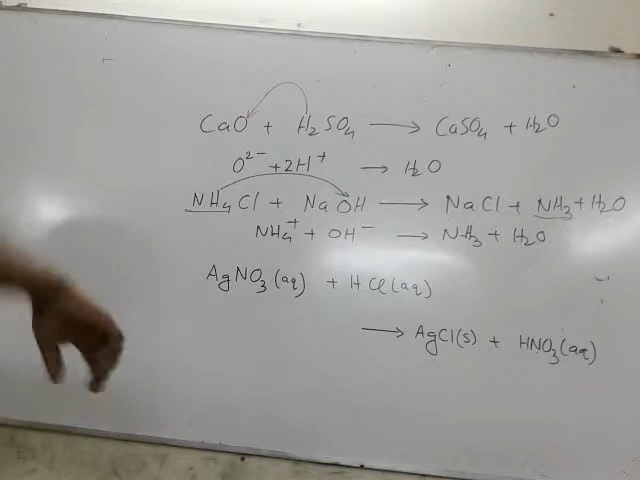 CaO + H₂SO₄ → CaSO₄ + H₂O
O²⁻ + 2H⁺ → H₂O
NH₄Cl + NaOH → NaCl + NH₃ + H₂O
NH₄⁺ + OH⁻ → NH₃ + H₂O
AgNO₃(aq) + HCl(aq)
→ AgCl(s) + HNO₃(aq)